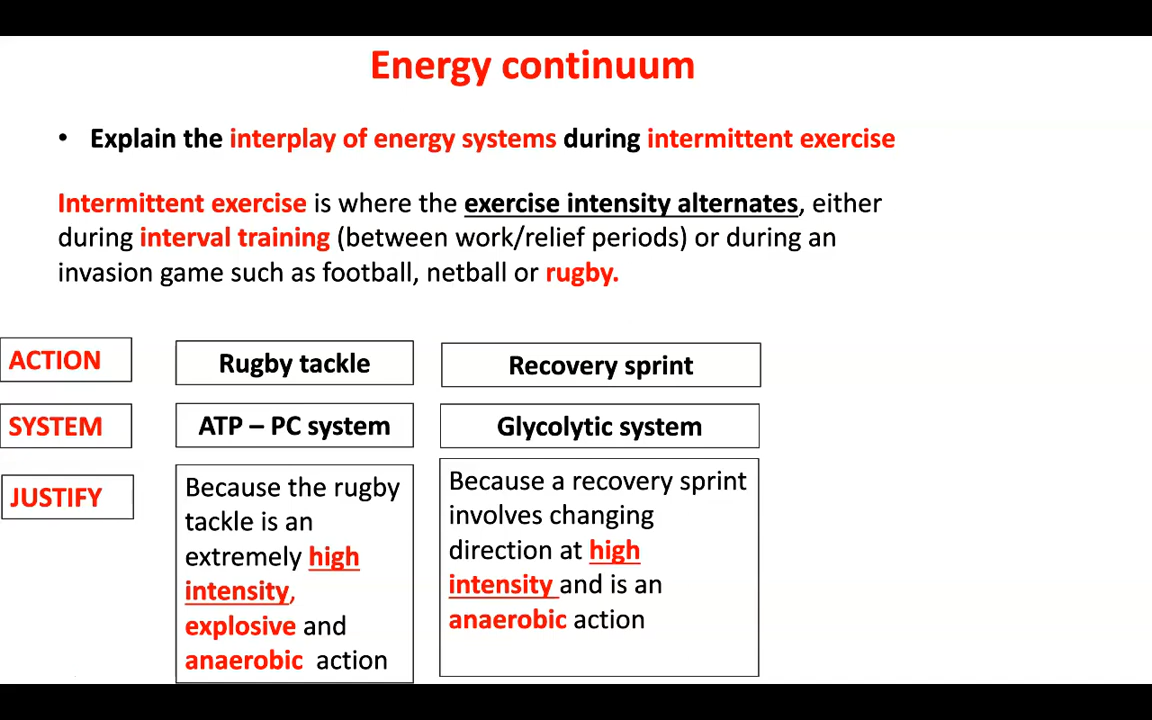 Energy continuum
• Explain the interplay of energy systems during intermittent exercise
Intermittent exercise is where the exercise intensity alternates, either
during interval training (between work/relief periods) or during an
invasion game such as football, netball or rugby.
ACTION
Rugby tackle
Recovery sprint
SYSTEM
ATP – PC system
Glycolytic system
JUSTIFY
Because the rugby
tackle is an
extremely high
intensity,
explosive and
anaerobic action
Because a recovery sprint
involves changing
direction at high
intensity and is an
anaerobic action